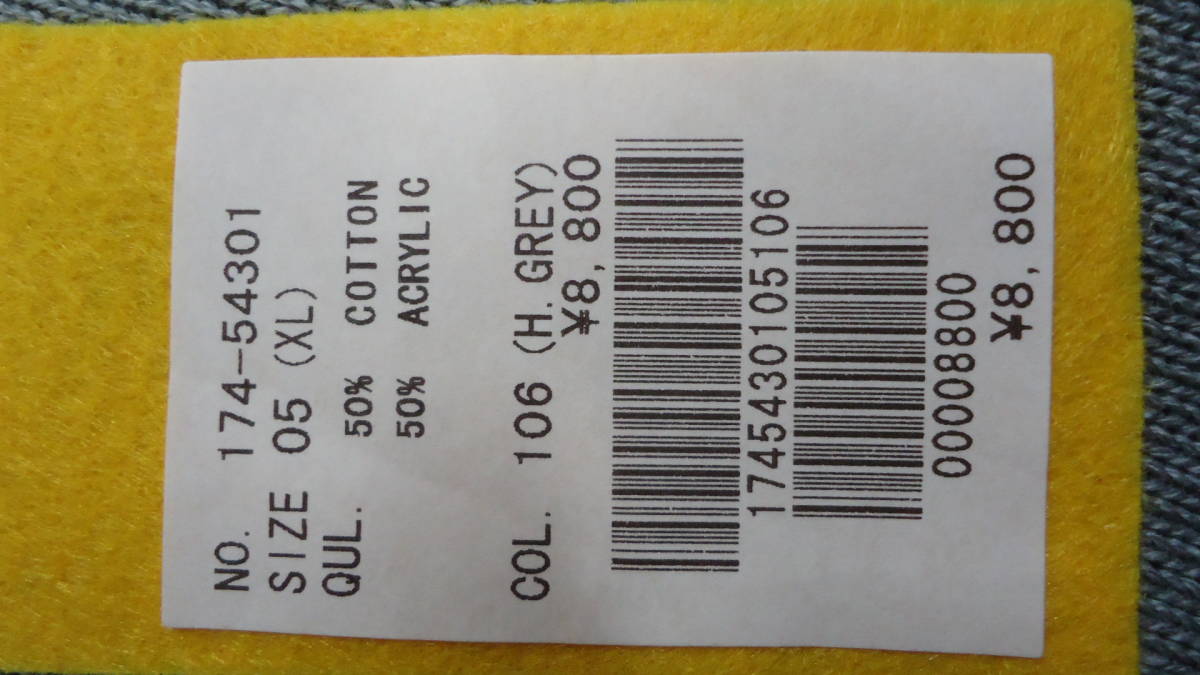 NO. 174-54301
SIZE 05 (XL)
QUL. 50% COTTON
50% ACRYLIC
COL. 106 (H. GREY)
¥8,800
1745430105106
00008800
¥8,800